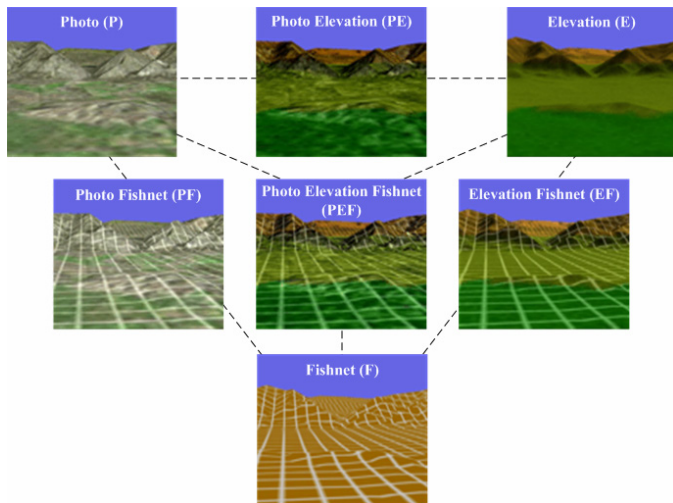 Photo (P)
Photo Elevation (PE)
Elevation (E)
Photo Fishnet (PF)
Photo Elevation Fishnet
(PEF)
Elevation Fishnet (EF)
Fishnet (F)